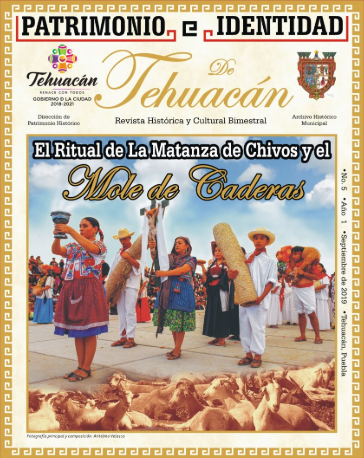 PATRIMONIO e IDENTIDAD
De
Tehuacán
Tehuacán
RENACE CON TODOS
GOBIERNO D LA CIUDAD
2018-2021
Dirección de
Patrimonio Histórico
Revista Histórica y Cultural Bimestral
Archivo Histórico
Municipal
El Ritual de La Matanza de Chivos y el
Mole de Caderas
•No. 5 •Año 1 •Septiembre de 2019 •Tehuacán, Puebla
Fotografía principal y composición: Antolino Velasco